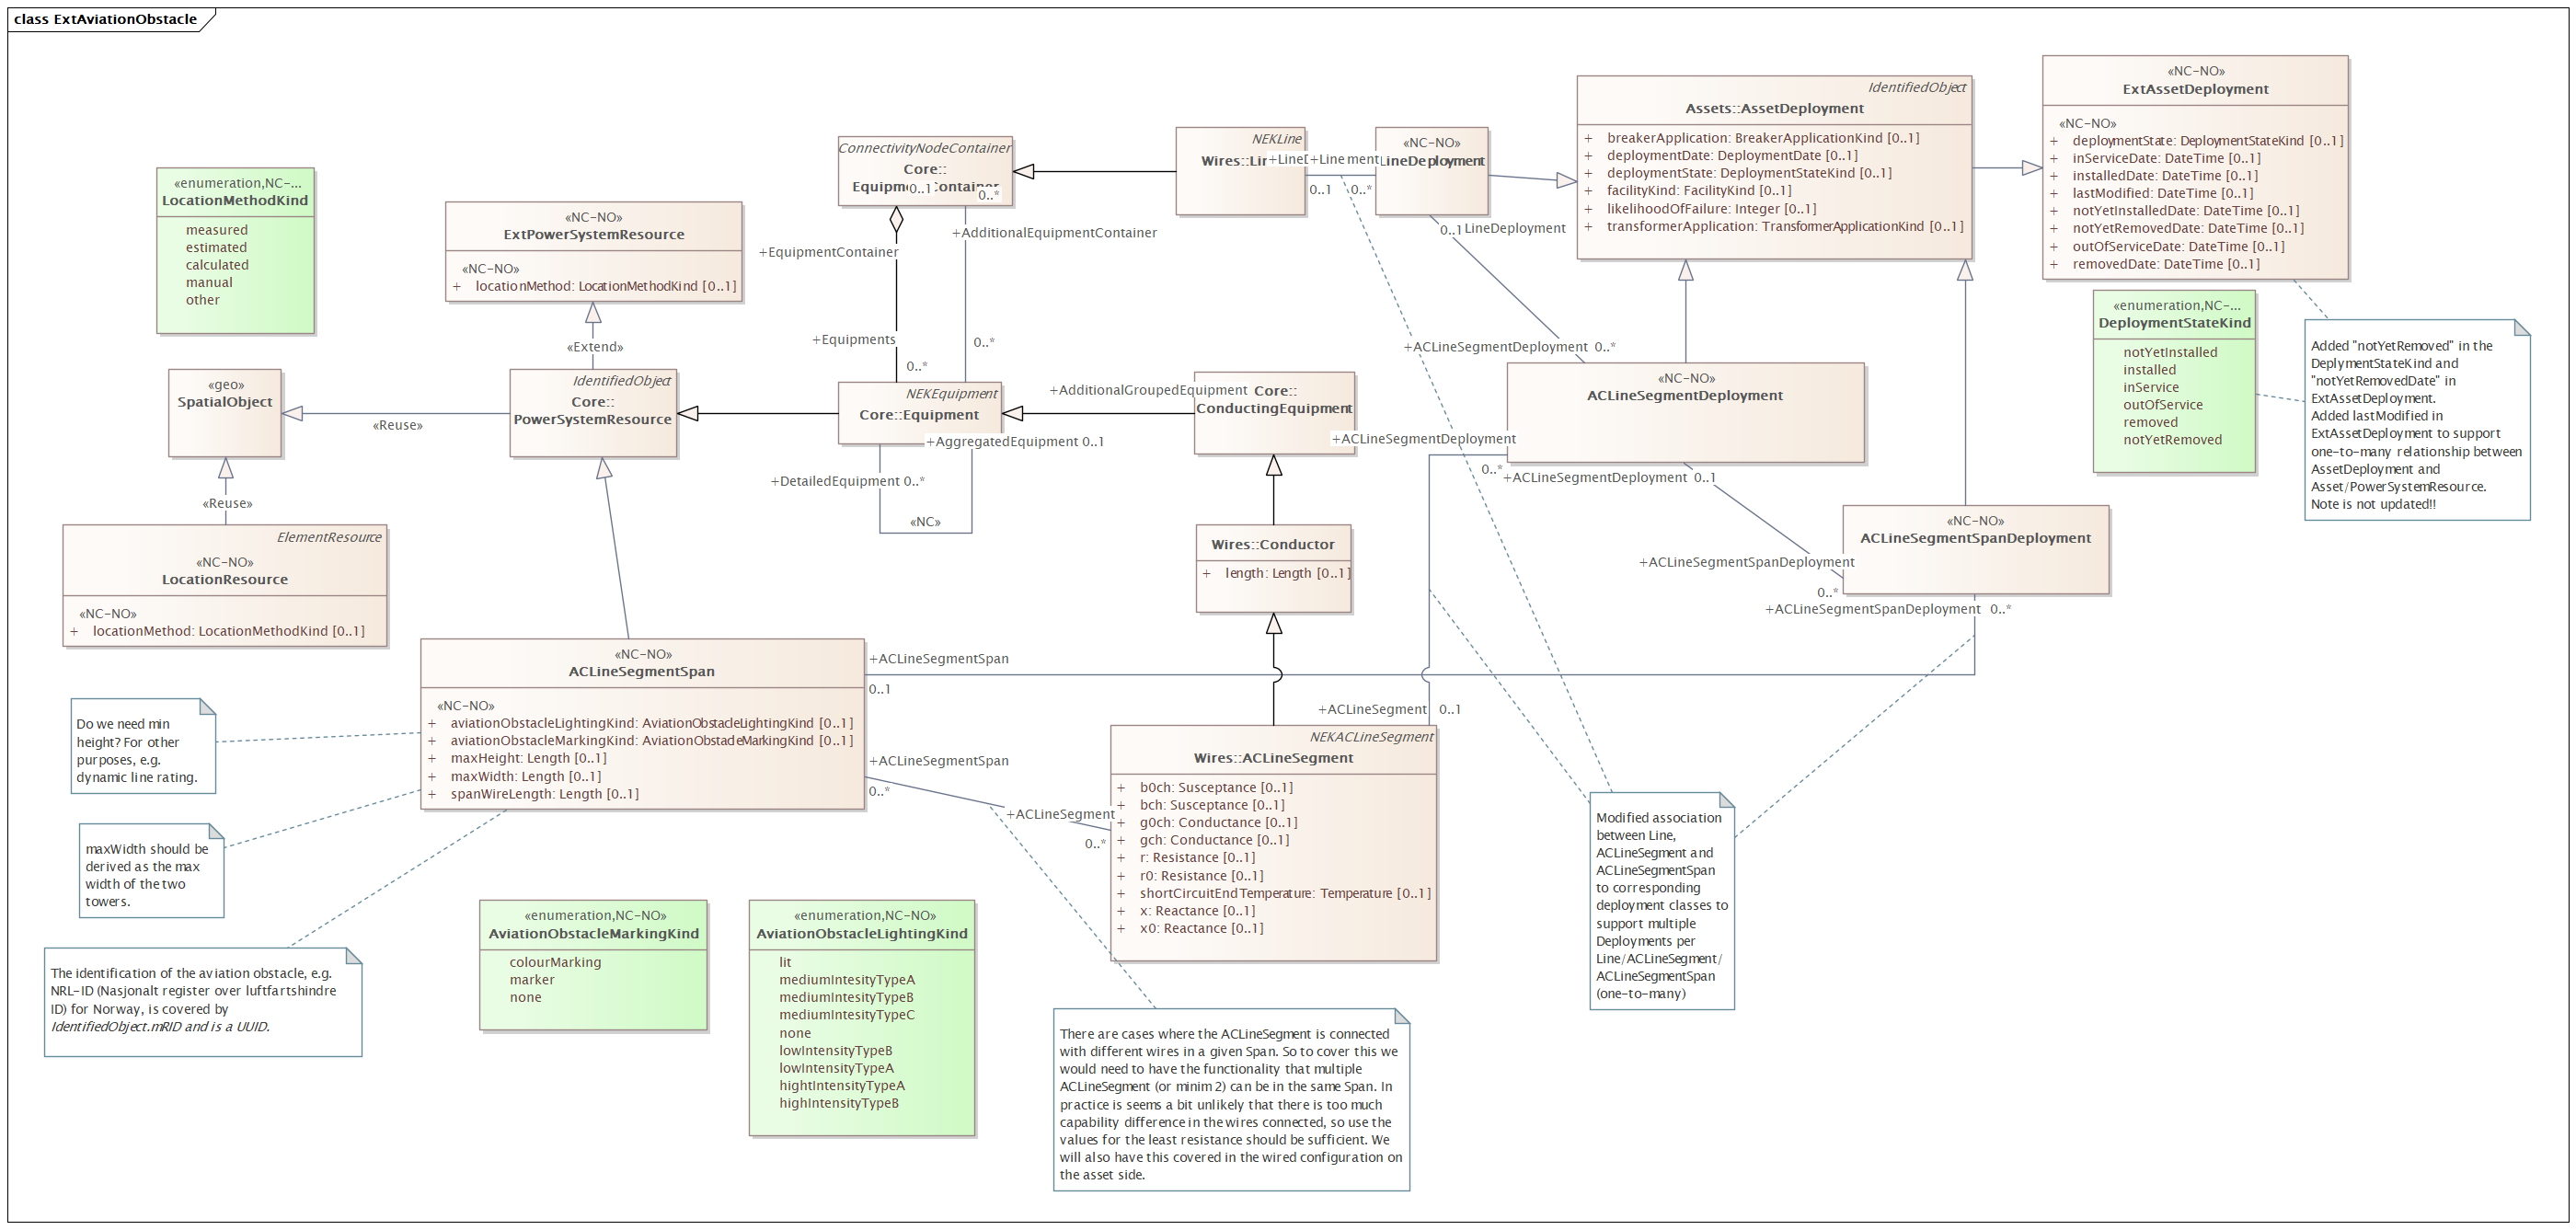 class ExtAviationObstacle
«enumeration,NC-...
LocationMethodKind
measured
estimated
calculated
manual
other
«NC-NO»
ExtPowerSystemResource
«NC-NO»
+ locationMethod: LocationMethodKind [0..1]
«Extend»
«geo»
SpatialObject
«Reuse»
IdentifiedObject
Core::
PowerSystemResource
«Reuse»
ElementResource
«NC-NO»
LocationResource
«NC-NO»
+ locationMethod: LocationMethodKind [0..1]
ConnectivityNodeContainer
Core::
0..1
0..*
+EquipmentContainer
+AdditionalEquipmentContainer
+Equipments
0..*
0..*
NEKEquipment
Core::Equipment
+AggregatedEquipment 0..1
+DetailedEquipment 0..*
«NC»
+AdditionalGroupedEquipment
Core::
ConductingEquipment
Wires::Conductor
+ length: Length [0..1]
NEKLine
+Line
0..1
0..*
«NC-NO»
LineDeployment
0..1 LineDeployment
+ACLineSegmentDeployment 0..*
IdentifiedObject
Assets::AssetDeployment
+ breakerApplication: BreakerApplicationKind [0..1]
+ deploymentDate: DeploymentDate [0..1]
+ deploymentState: DeploymentStateKind [0..1]
+ facilityKind: FacilityKind [0..1]
+ likelihoodOfFailure: Integer [0..1]
+ transformerApplication: TransformerApplicationKind [0..1]
«NC-NO»
ExtAssetDeployment
«NC-NO»
+ deploymentState: DeploymentStateKind [0..1]
+ inServiceDate: DateTime [0..1]
+ installedDate: DateTime [0..1]
+ lastModified: DateTime [0..1]
+ notYetInstalledDate: DateTime [0..1]
+ notYetRemovedDate: DateTime [0..1]
+ outOfServiceDate: DateTime [0..1]
+ removedDate: DateTime [0..1]
«enumeration,NC-...
DeploymentStateKind
notYetInstalled
installed
inService
outOfService
removed
notYetRemoved
Added "notYetRemoved" in the
DeplymentStateKind and
"notYetRemovedDate" in
ExtAssetDeployment.
Added lastModified in
ExtAssetDeployment to support
one-to-many relationship between
AssetDeployment and
Asset/PowerSystemResource.
Note is not updated!!
«NC-NO»
ACLineSegmentDeployment
+ACLineSegmentDeployment
0..*
+ACLineSegmentDeployment 0..1
«NC-NO»
ACLineSegmentSpanDeployment
+ACLineSegmentSpanDeployment
0..*
+ACLineSegmentSpanDeployment 0..*
«NC-NO»
ACLineSegmentSpan
«NC-NO»
+ aviationObstacleLightingKind: AviationObstacleLightingKind [0..1]
+ aviationObstacleMarkingKind: AviationObstacleMarkingKind [0..1]
+ maxHeight: Length [0..1]
+ maxWidth: Length [0..1]
+ spanWireLength: Length [0..1]
+ACLineSegmentSpan
0..1
+ACLineSegmentSpan
0..*
+ACLineSegment
0..*
+ACLineSegment 0..1
NEKACLineSegment
Wires::ACLineSegment
+ b0ch: Susceptance [0..1]
+ bch: Susceptance [0..1]
+ g0ch: Conductance [0..1]
+ gch: Conductance [0..1]
+ r: Resistance [0..1]
+ r0: Resistance [0..1]
+ shortCircuitEndTemperature: Temperature [0..1]
+ x: Reactance [0..1]
+ x0: Reactance [0..1]
Do we need min
height? For other
purposes, e.g.
dynamic line rating.
maxWidth should be
derived as the max
width of the two
towers.
The identification of the aviation obstacle, e.g.
NRL-ID (Nasjonalt register over luftfartshindre
ID) for Norway, is covered by
IdentifiedObject.mRID and is a UUID.
«enumeration,NC-NO»
AviationObstacleMarkingKind
colourMarking
marker
none
«enumeration,NC-NO»
AviationObstacleLightingKind
lit
mediumIntesityTypeA
mediumIntesityTypeB
mediumIntesityTypeC
none
lowIntensityTypeB
lowIntensityTypeA
hightIntensityTypeA
highIntensityTypeB
There are cases where the ACLineSegment is connected
with different wires in a given Span. So to cover this we
would need to have the functionality that multiple
ACLineSegment (or minim 2) can be in the same Span. In
practice is seems a bit unlikely that there is too much
capability difference in the wires connected, so use the
values for the least resistance should be sufficient. We
will also have this covered in the wired configuration on
the asset side.
Modified association
between Line,
ACLineSegment and
ACLineSegmentSpan
to corresponding
deployment classes to
support multiple
Deployments per
Line/ACLineSegment/
ACLineSegmentSpan
(one-to-many)